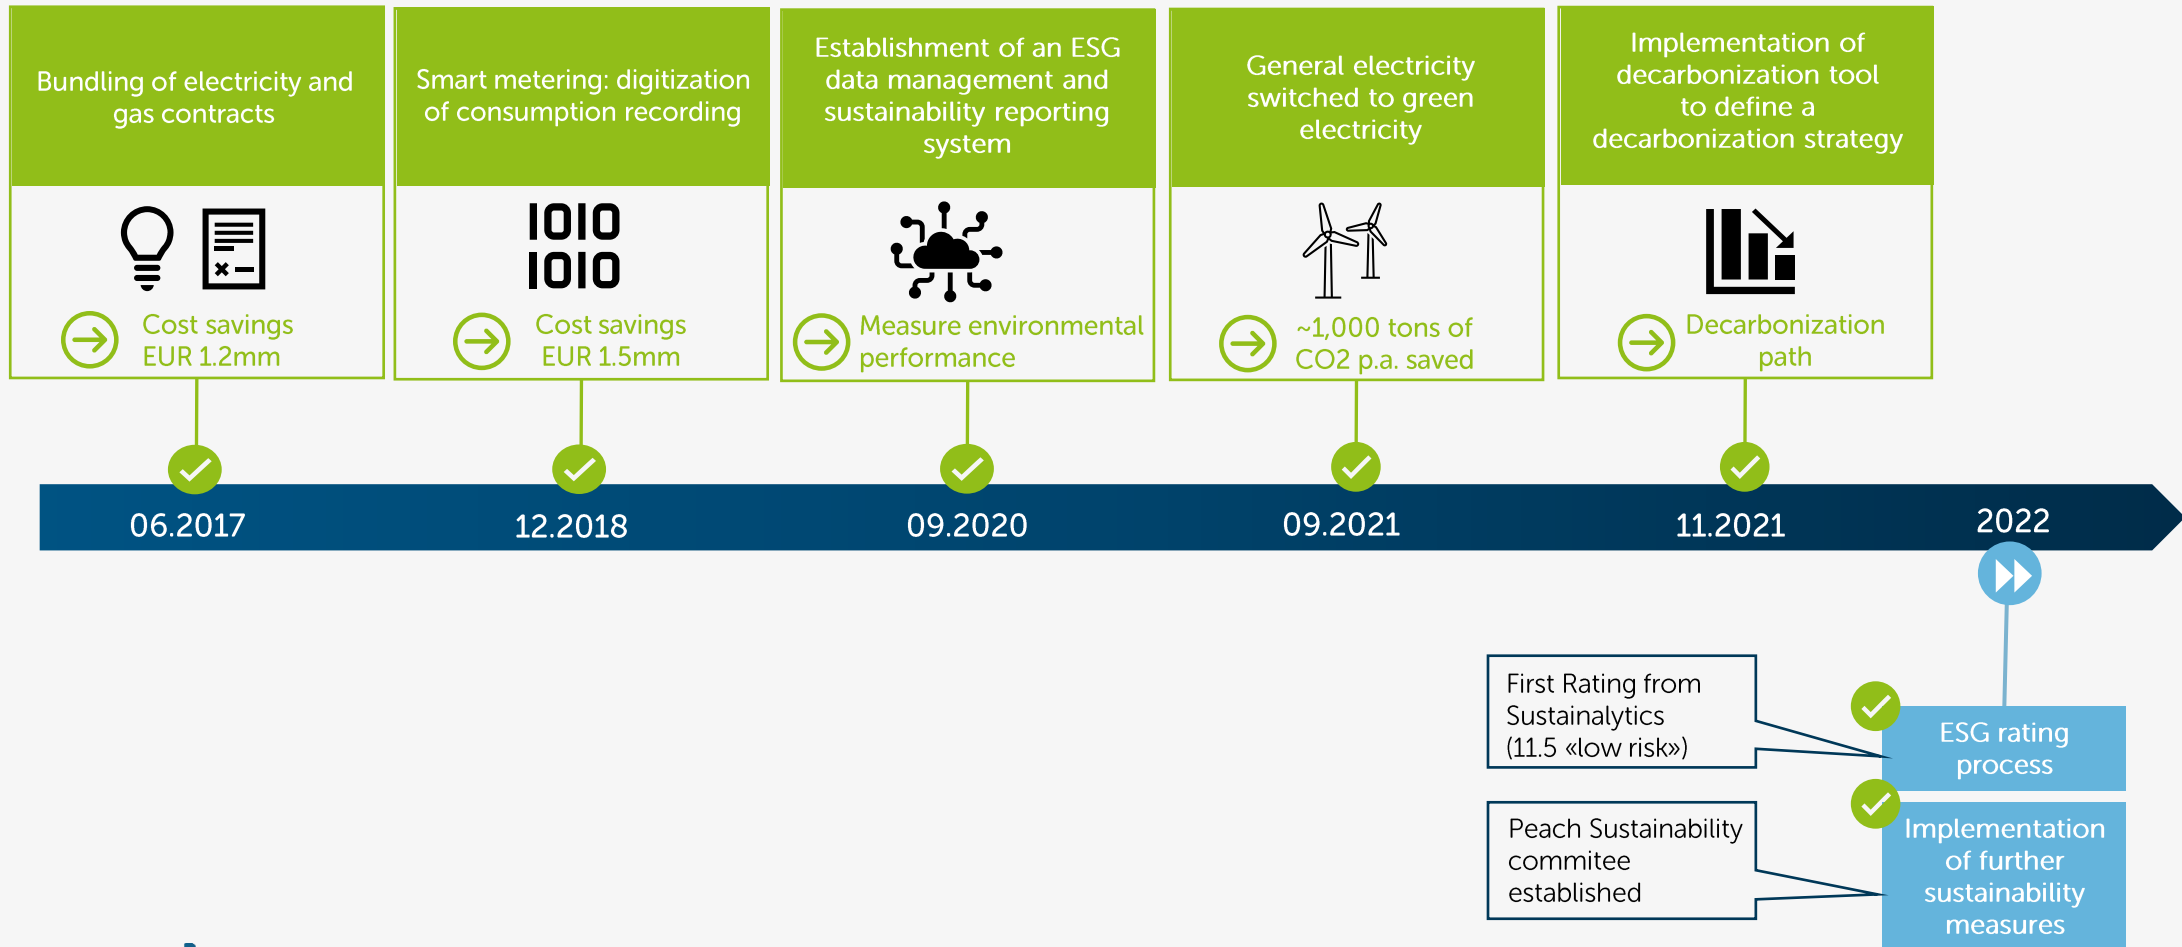 Bundling of electricity and
gas contracts
Cost savings
EUR 1.2mm
Smart metering: digitization
of consumption recording
1010
1010
Cost savings
EUR 1.5mm
Establishment of an ESG
data management and
sustainability reporting
system
Measure environmental
performance
General electricity
switched to green
electricity
~1,000 tons of
CO2 p.a. saved
Implementation of
decarbonization tool
to define a
decarbonization strategy
Decarbonization
path
06.2017
12.2018
09.2020
09.2021
11.2021
2022
First Rating from
Sustainalytics
(11.5 «low risk»)
ESG rating
process
Peach Sustainability
commitee
established
Implementation
of further
sustainability
measures